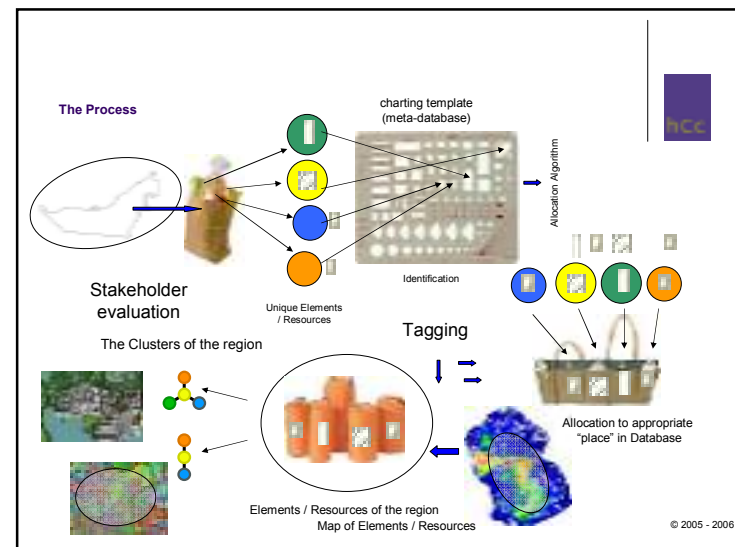 The Process
charting template
(meta-database)
hcc
Allocation Algorithm
Identification
Stakeholder
evaluation
Unique Elements
/ Resources
Tagging
The Clusters of the region
Allocation to appropriate
“place” in Database
Elements / Resources of the region
Map of Elements / Resources
© 2005 - 2006